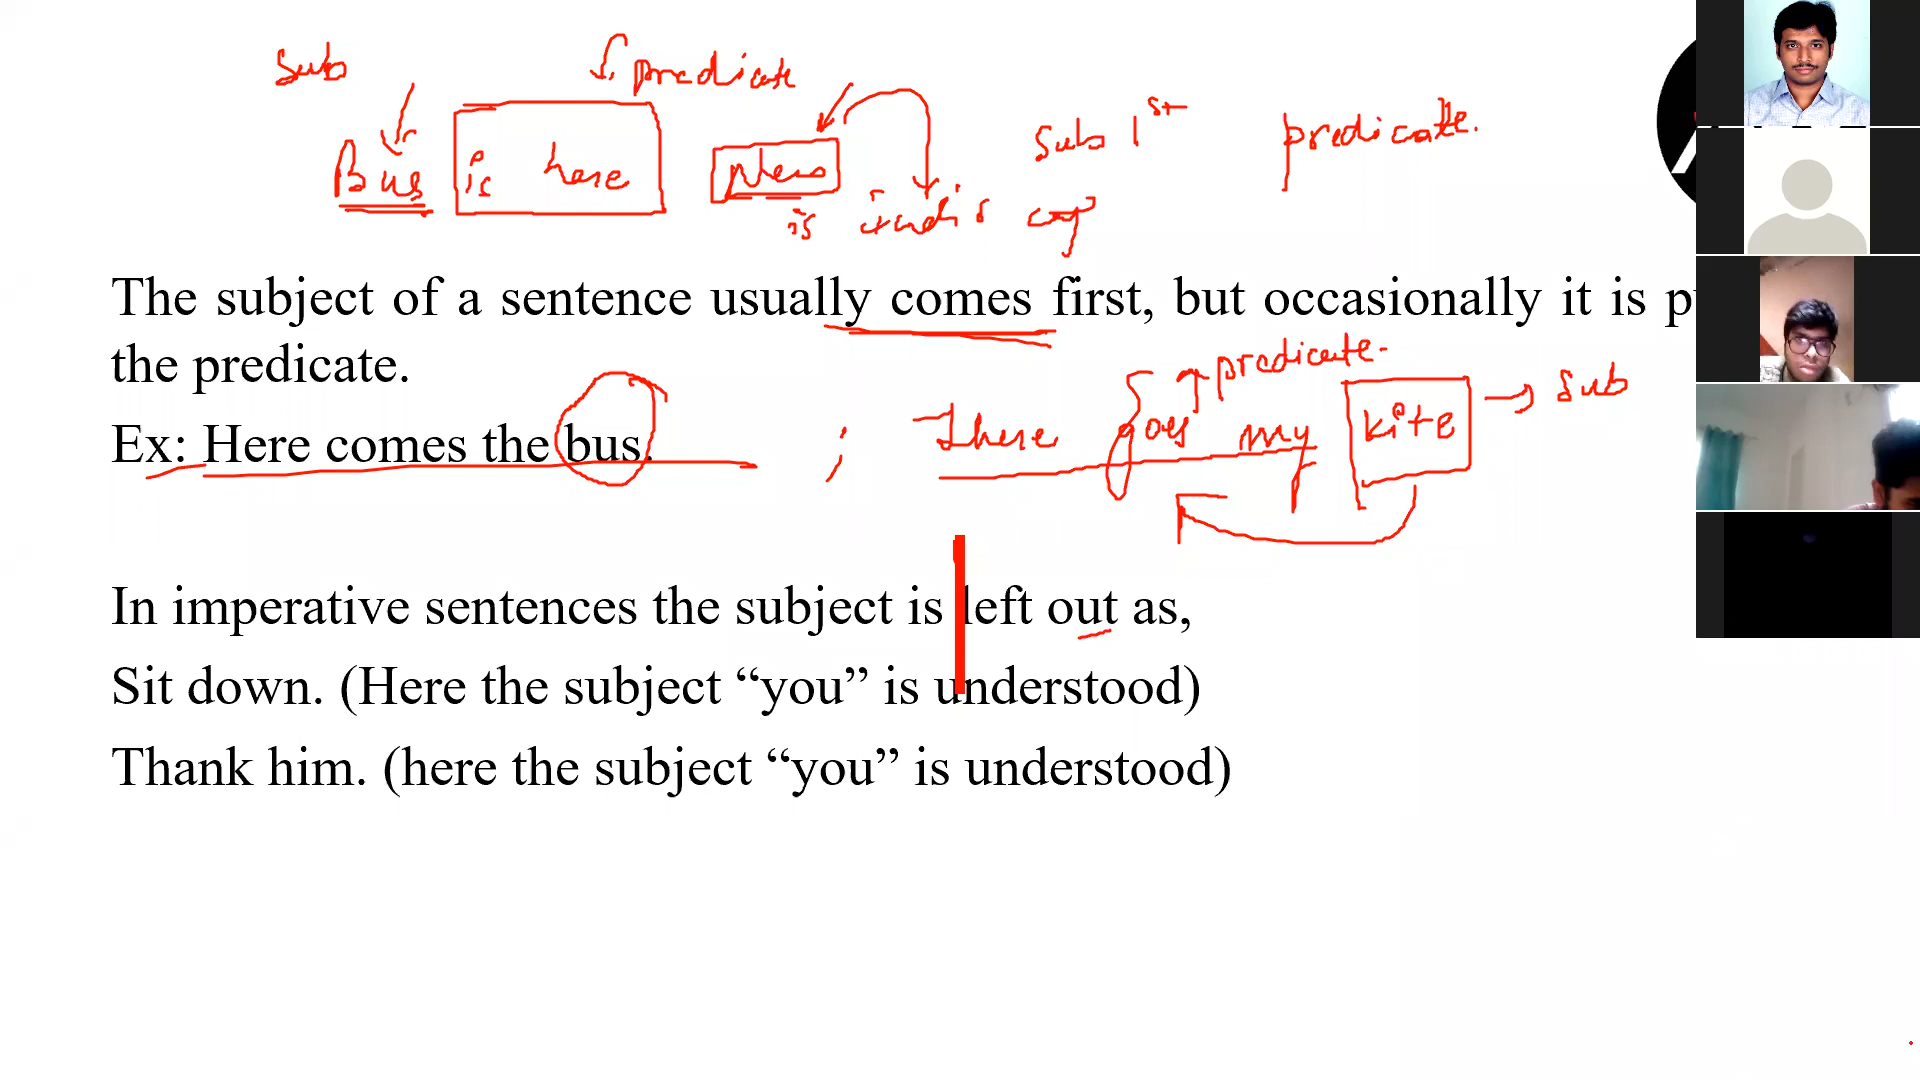 Sub predicate
Bus is here is Sub 1st predicate.
The subject of a sentence usually comes first, but occasionally it is
the predicate.
predicate. Sub
Ex: Here comes the bus. ; There goes my kite
In imperative sentences the subject is left out as,
Sit down. (Here the subject “you” is understood)
Thank him. (here the subject “you” is understood)